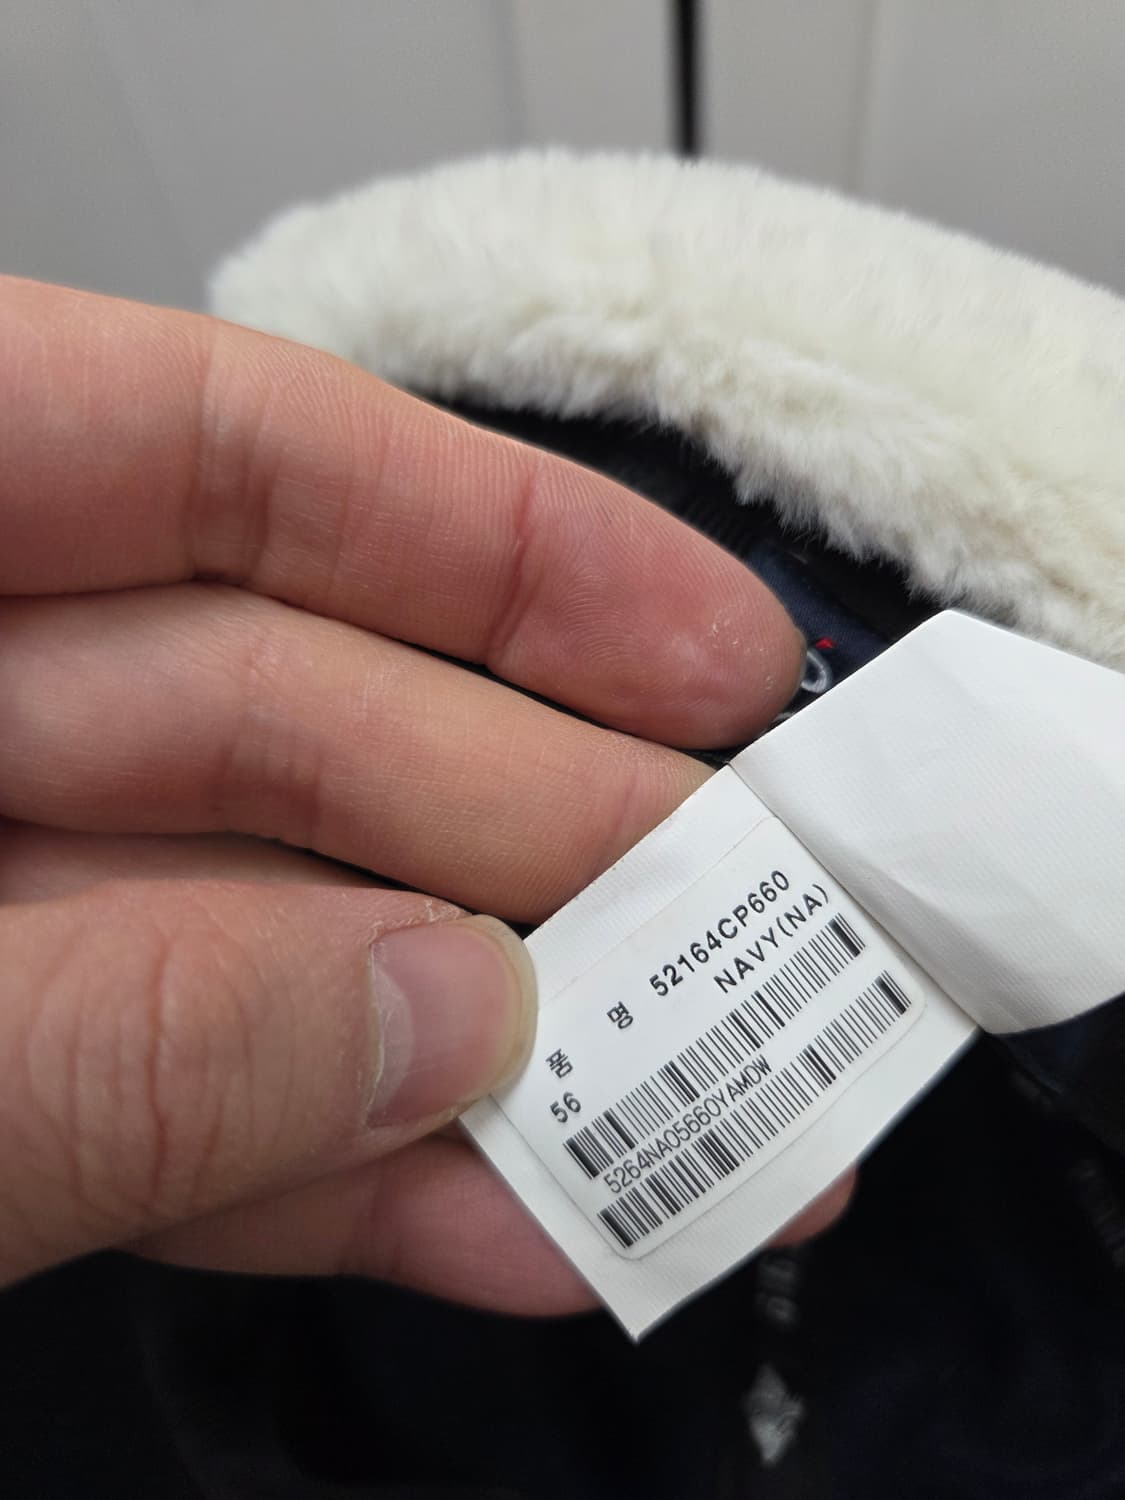 품 명 52164CP660
56 NAVY(NA)
5264NA05660YAMDW